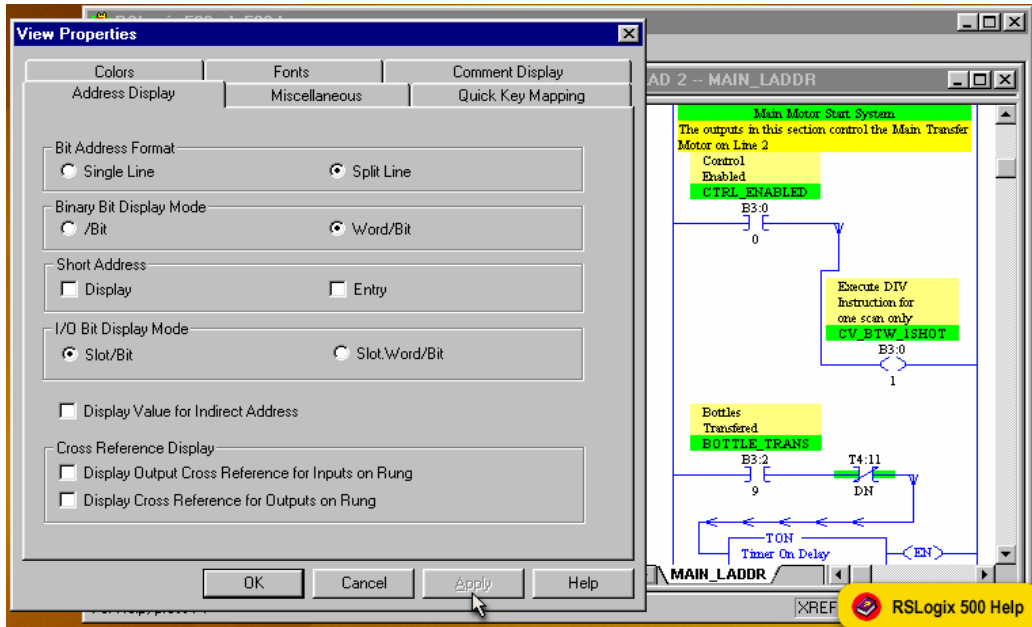 View Properties
Colors
Fonts
Comment Display
Address Display
Miscellaneous
Quick Key Mapping
Bit Address Format
Single Line
Split Line
Binary Bit Display Mode
/Bit
Word/Bit
Short Address
Display
Entry
I/O Bit Display Mode
Slot/Bit
Slot.Word/Bit
Display Value for Indirect Address
Cross Reference Display
Display Output Cross Reference for Inputs on Rung
Display Cross Reference for Outputs on Rung
OK
Cancel
Apply
Help
AD 2 -- MAIN_LADDR
Main Motor Start System
The outputs in this section control the Main Transfer
Motor on Line 2
Control
Enabled
CTRL_ENABLED
B3:0
0
Execute DIV
Instruction for
one scan only
CV_BTW_1SHOT
B3:0
1
Bottles
Transfered
BOTTLE_TRANS
B3:2
9
T4:11
DN
TON
Timer On Delay
EN
MAIN_LADDR
XREF
RSLogix 500 Help